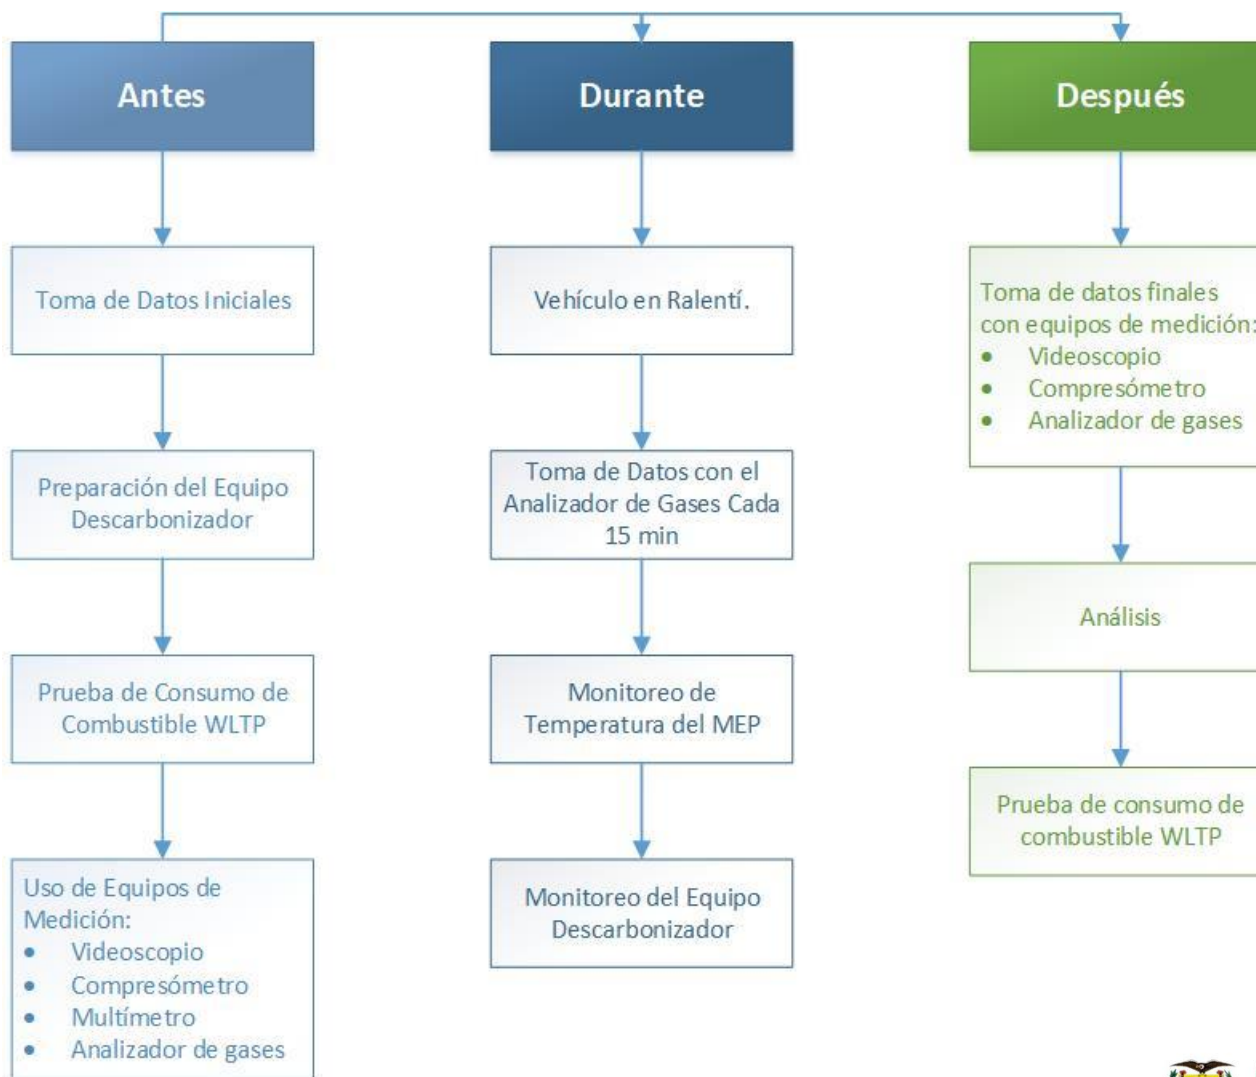 Antes
Toma de Datos Iniciales
Preparación del Equipo
Descarbonizador
Prueba de Consumo de
Combustible WLTP
Uso de Equipos de
Medición:
• Videoscopio
• Compresómetro
• Multímetro
• Analizador de gases
Durante
Vehículo en Ralentí.
Toma de Datos con el
Analizador de Gases Cada
15 min
Monitoreo de
Temperatura del MEP
Monitoreo del Equipo
Descarbonizador
Después
Toma de datos finales
con equipos de medición:
• Videoscopio
• Compresómetro
• Analizador de gases
Análisis
Prueba de consumo de
combustible WLTP